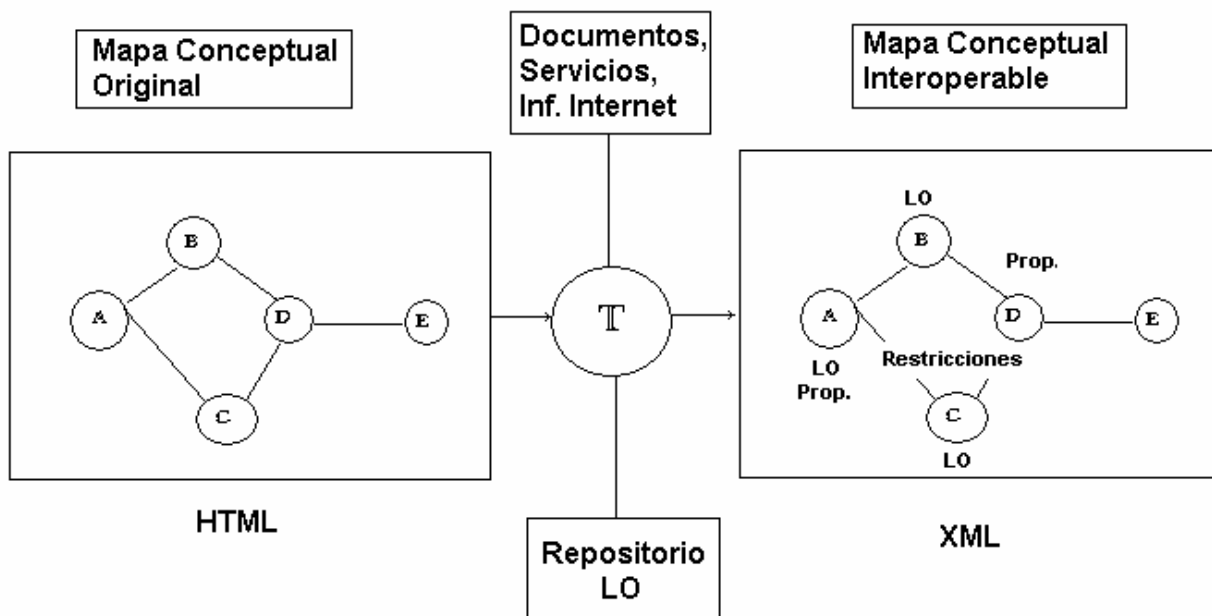 Mapa Conceptual
Original
Documentos,
Servicios,
Inf. Internet
Mapa Conceptual
Interoperable
B
A
D
E
C
HTML
T
Repositorio
LO
LO
B
Prop.
A
D
E
LO
Prop.
Restricciones
C
LO
XML